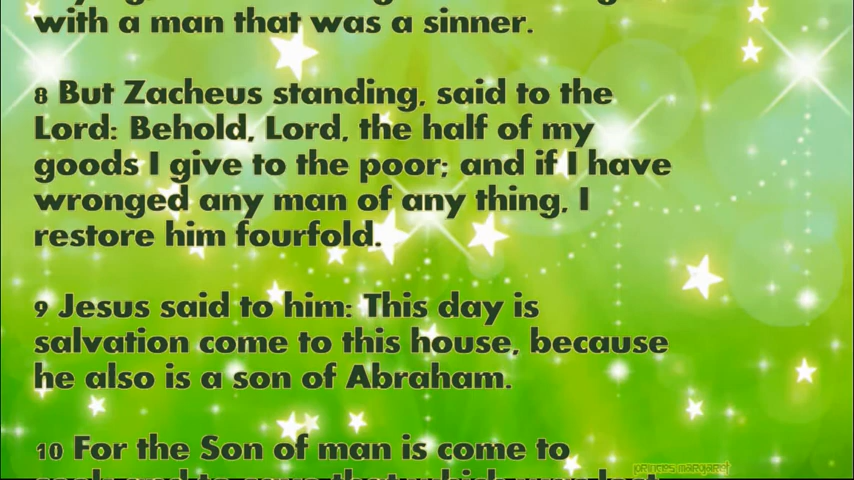 with a man that was a sinner.
8 But Zacheus standing, said to the
Lord: Behold, Lord, the half of my
goods I give to the poor; and if I have
wronged any man of any thing, I
restore him fourfold.
9 Jesus said to him: This day is
salvation come to this house, because
he also is a son of Abraham.
10 For the Son of man is come to